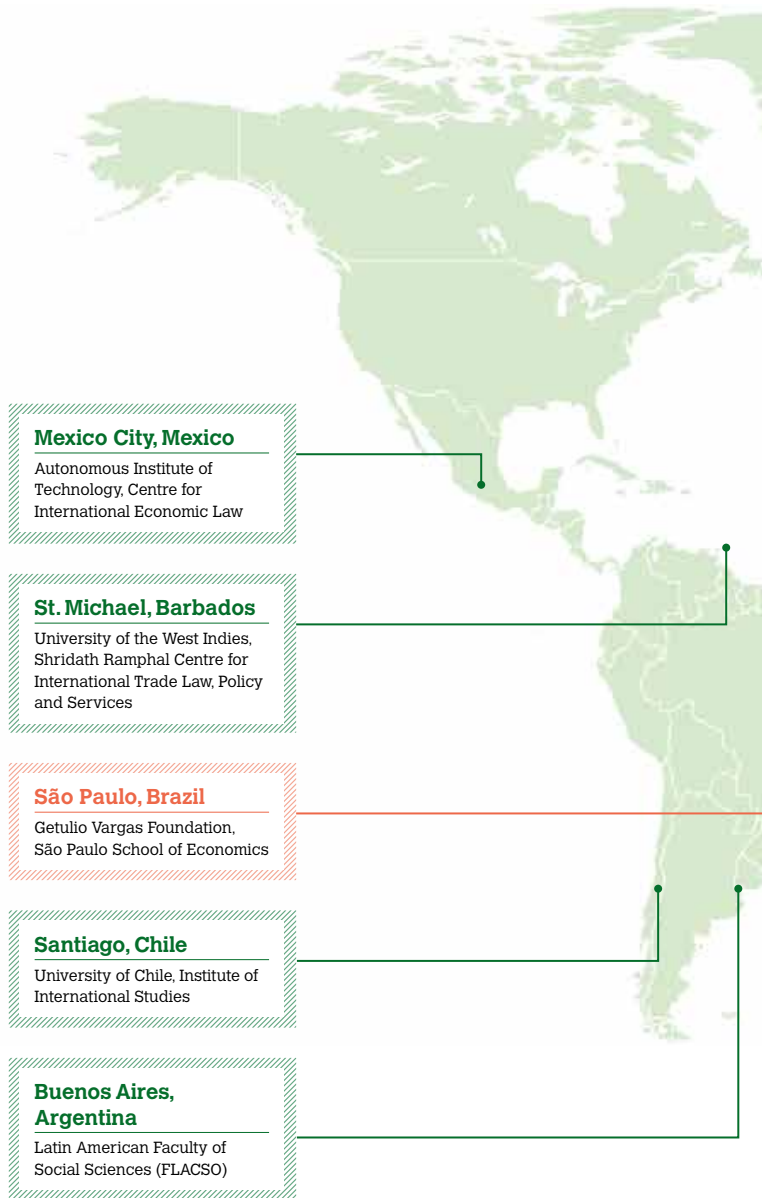 Mexico City, Mexico
Autonomous Institute of
Technology, Centre for
International Economic Law
St. Michael, Barbados
University of the West Indies,
Shridath Ramphal Centre for
International Trade Law, Policy
and Services
São Paulo, Brazil
Getulio Vargas Foundation,
São Paulo School of Economics
Santiago, Chile
University of Chile, Institute of
International Studies
Buenos Aires,
Argentina
Latin American Faculty of
Social Sciences (FLACSO)